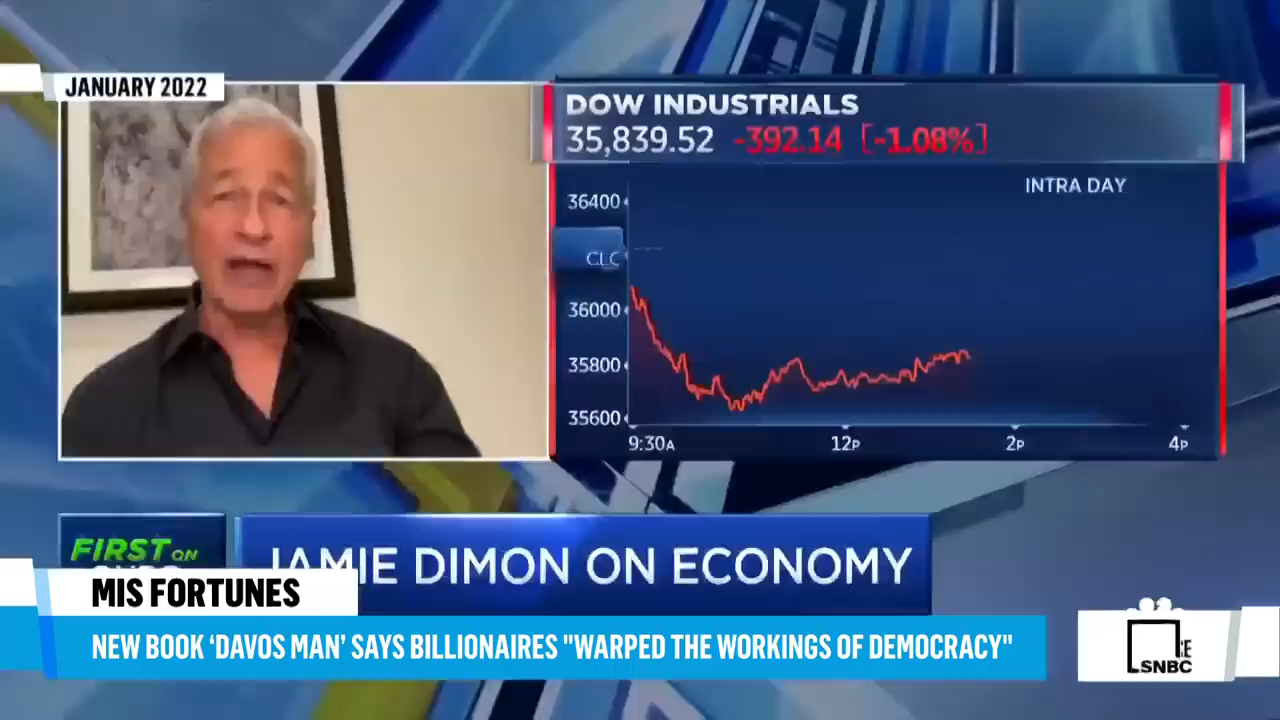 JANUARY 2022
DOW INDUSTRIALS
35,839.52 -392.14 [-1.08%]
INTRA DAY
36400
CLO
36000
35800
35600
9:30A 12P 2P 4P
FIRST ON
JAMIE DIMON ON ECONOMY
MIS FORTUNES
NEW BOOK ‘DAVOS MAN’ SAYS BILLIONAIRES "WARPED THE WORKINGS OF DEMOCRACY"
SNBC